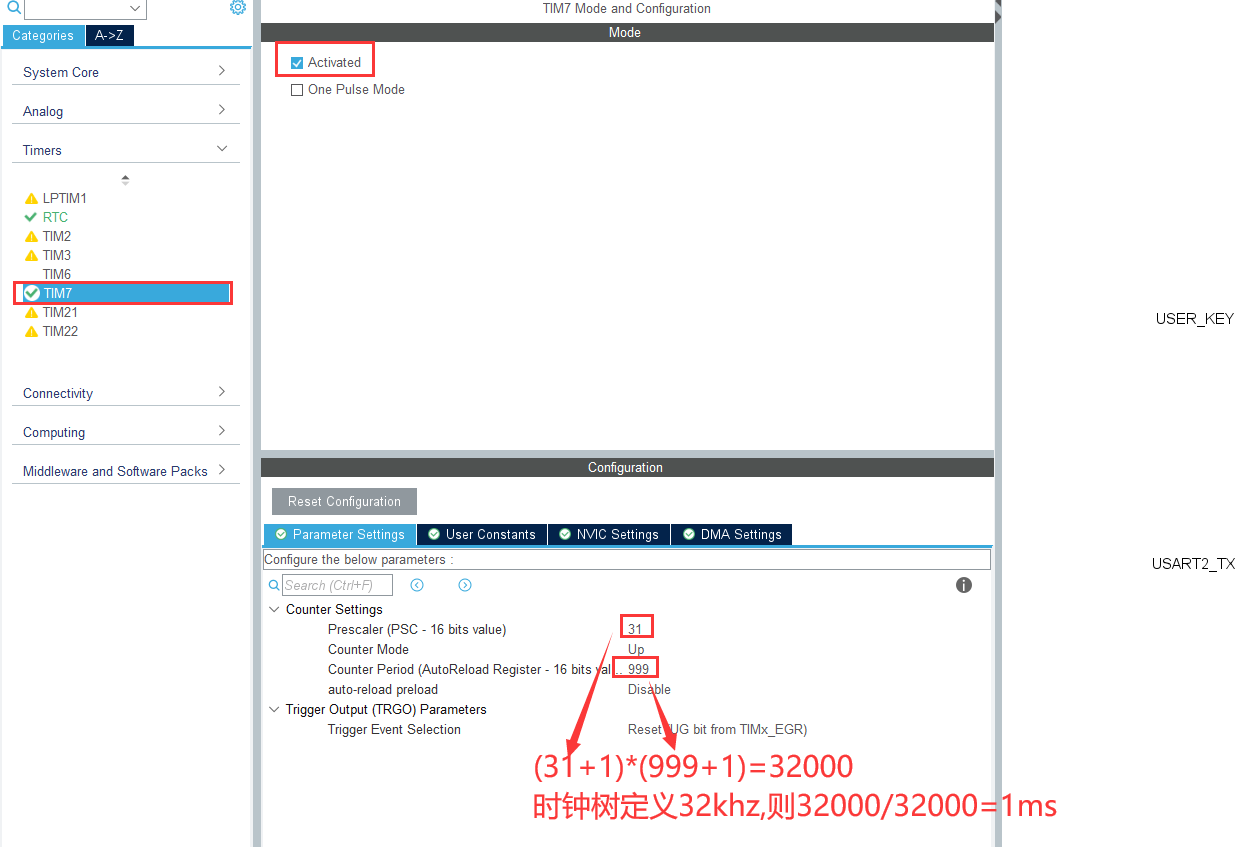 TIM7 Mode and Configuration
Categories
A->Z
Mode
System Core
Activated
One Pulse Mode
Analog
Timers
LPTIM1
RTC
TIM2
TIM3
TIM6
TIM7
TIM21
TIM22
Connectivity
Computing
Middleware and Software Packs
USER_KEY
USART2_TX
Configuration
Reset Configuration
Parameter Settings
User Constants
NVIC Settings
DMA Settings
Configure the below parameters :
Search (Ctrl+F)
Counter Settings
Prescaler (PSC - 16 bits value) 31
Counter Mode Up
Counter Period (AutoReload Register - 16 bits val... 999
auto-reload preload Disable
Trigger Output (TRGO) Parameters
Trigger Event Selection Reset (UG bit from TIMx_EGR)
(31+1)*(999+1)=32000
时钟树定义32khz,则32000/32000=1ms